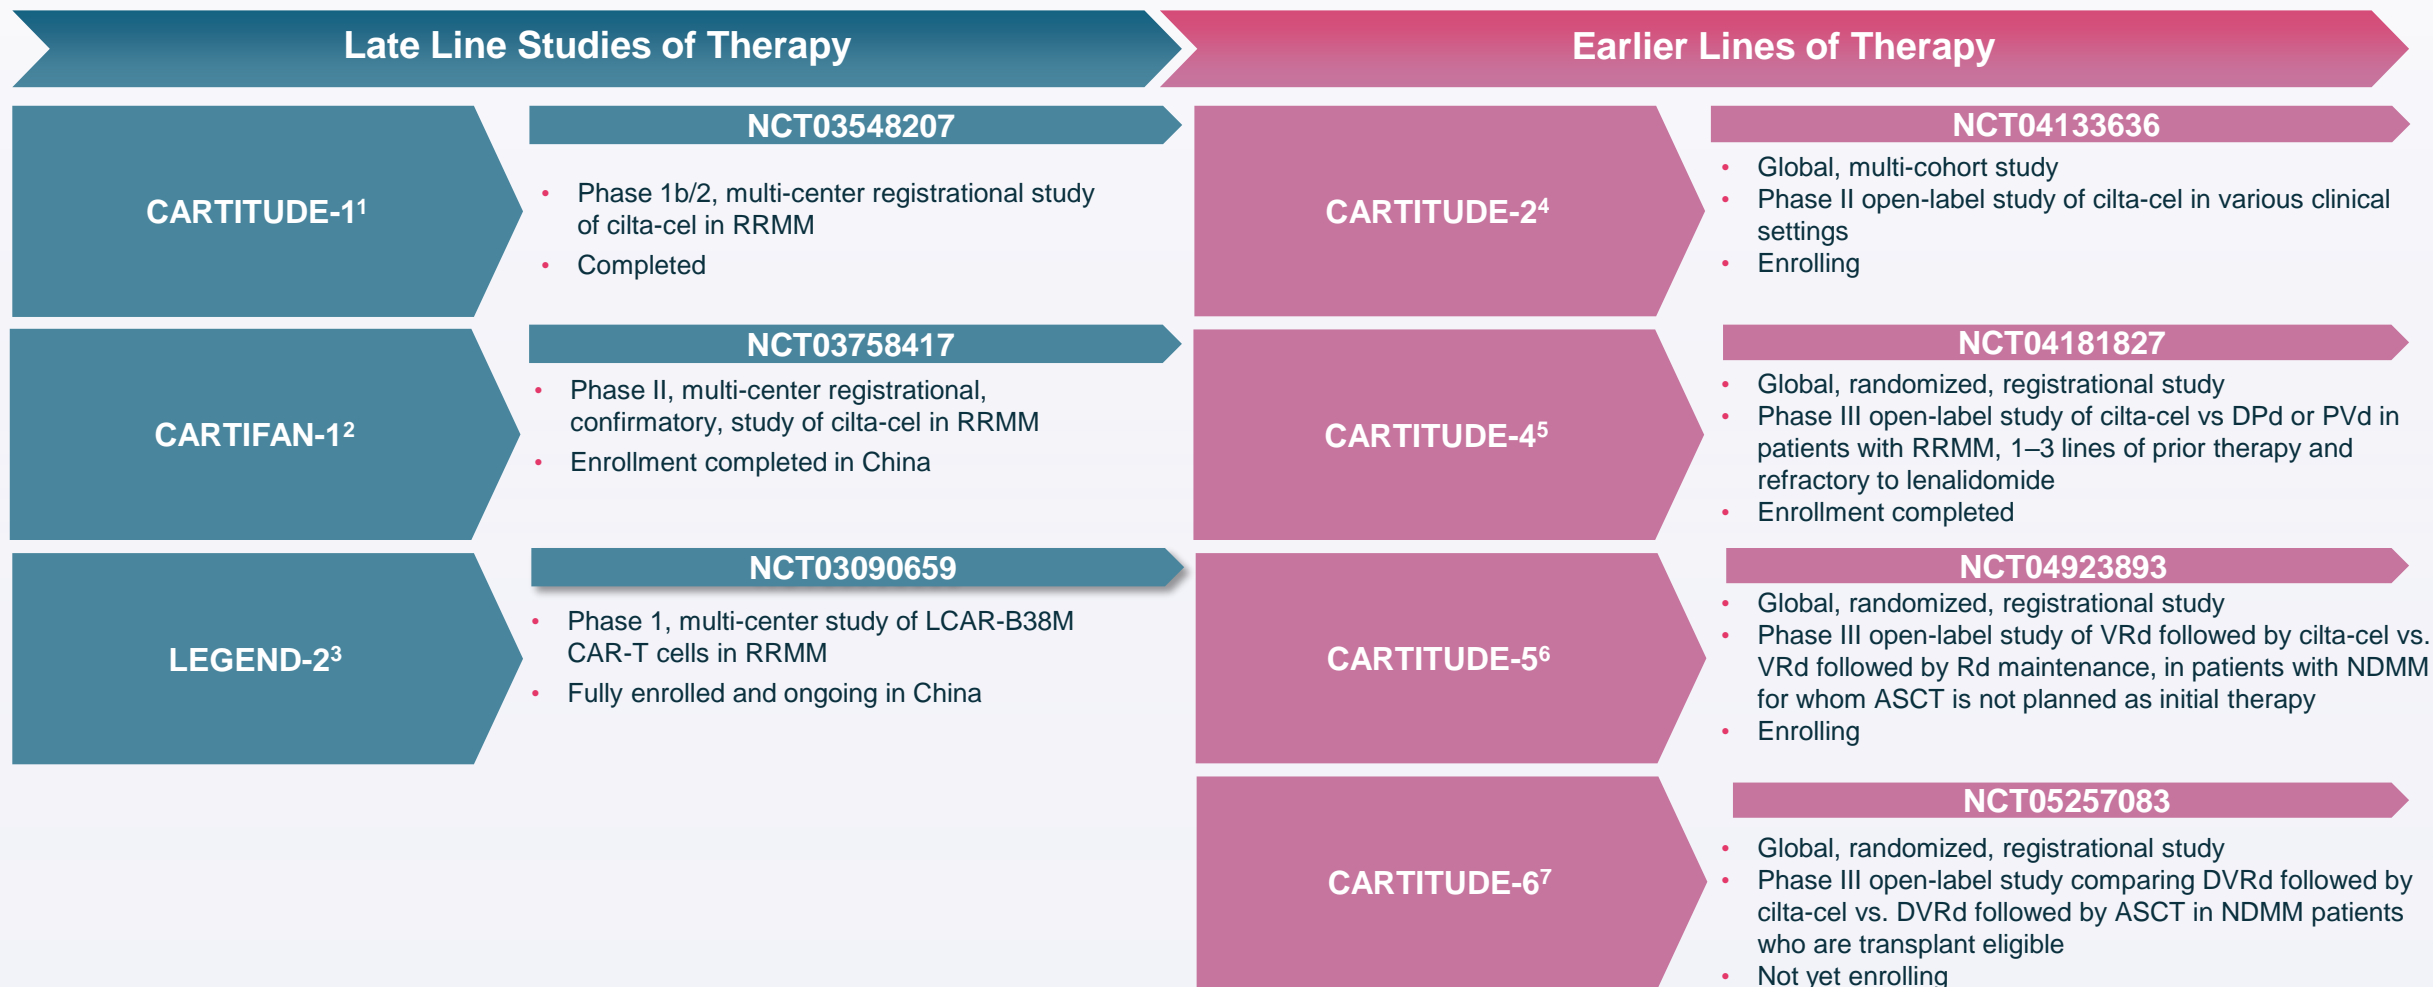 Late Line Studies of Therapy
CARTITUDE-1¹
NCT03548207
• Phase 1b/2, multi-center registrational study
of cilta-cel in RRMM
• Completed
CARTIFAN-1²
NCT03758417
• Phase II, multi-center registrational,
confirmatory, study of cilta-cel in RRMM
• Enrollment completed in China
LEGEND-2³
NCT03090659
• Phase 1, multi-center study of LCAR-B38M
CAR-T cells in RRMM
• Fully enrolled and ongoing in China
Earlier Lines of Therapy
CARTITUDE-2⁴
NCT04133636
• Global, multi-cohort study
• Phase II open-label study of cilta-cel in various clinical
settings
• Enrolling
CARTITUDE-4⁵
NCT04181827
• Global, randomized, registrational study
• Phase III open-label study of cilta-cel vs DPd or PVd in
patients with RRMM, 1–3 lines of prior therapy and
refractory to lenalidomide
• Enrollment completed
CARTITUDE-5⁶
NCT04923893
• Global, randomized, registrational study
• Phase III open-label study of VRd followed by cilta-cel vs.
VRd followed by Rd maintenance, in patients with NDMM
for whom ASCT is not planned as initial therapy
• Enrolling
CARTITUDE-6⁷
NCT05257083
• Global, randomized, registrational study
• Phase III open-label study comparing DVRd followed by
cilta-cel vs. DVRd followed by ASCT in NDMM patients
who are transplant eligible
• Not yet enrolling